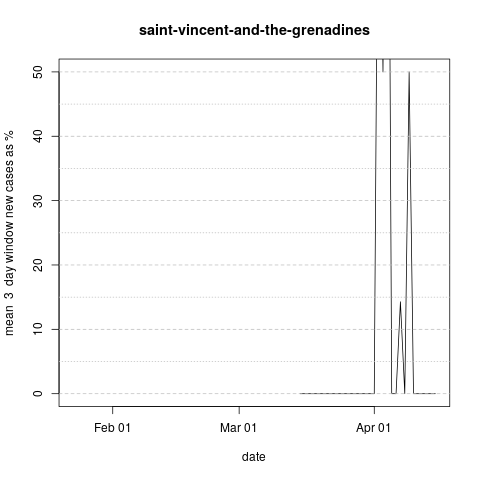 saint-vincent-and-the-grenadines
mean  3  day window new cases as %
50
40
30
20
10
0
Feb 01
Mar 01
Apr 01
date